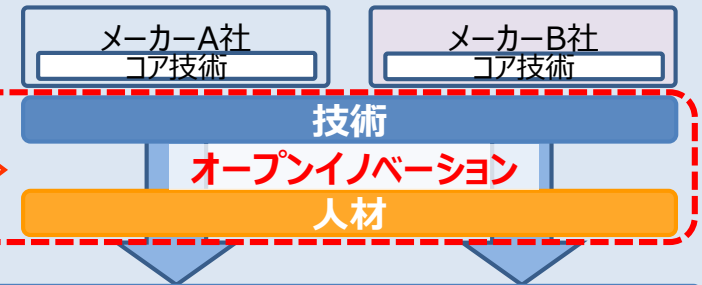 メーカーA社
コア技術
メーカーB社
コア技術
技術
オープンイノベーション
人材